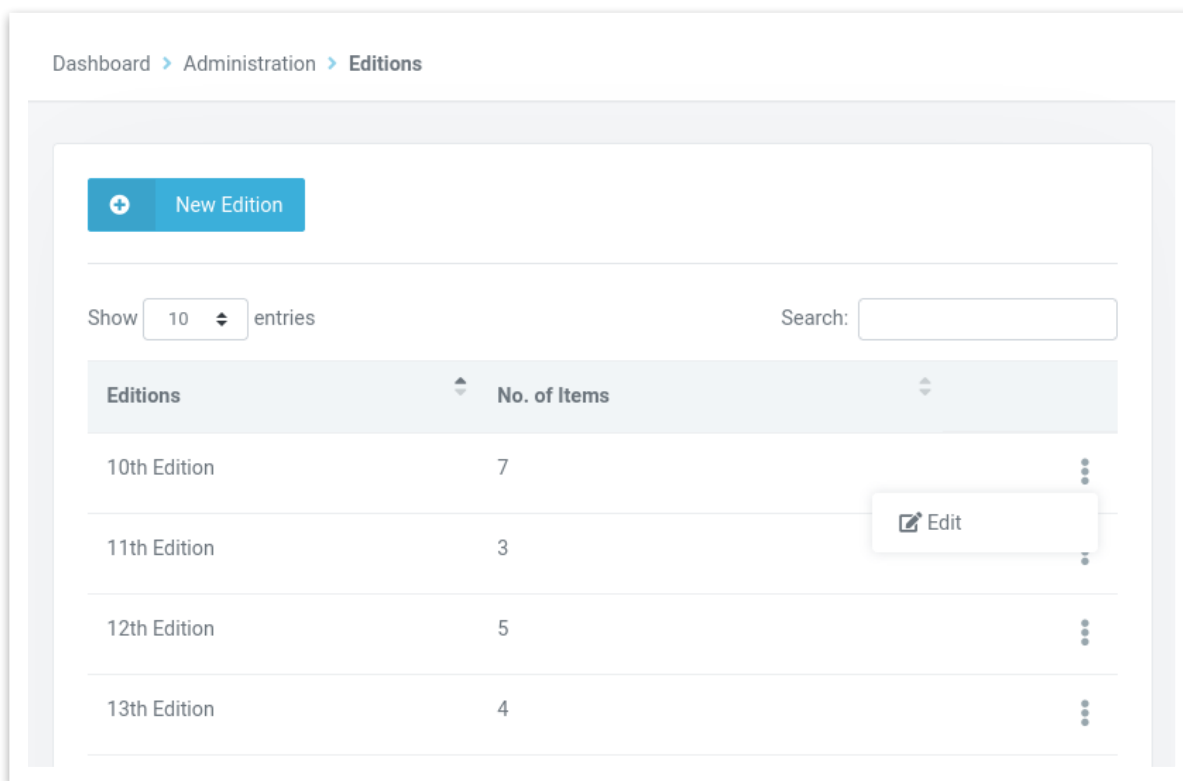 Dashboard > Administration > Editions
New Edition
Show 10 entries Search:
Editions No. of Items
10th Edition 7
Edit
11th Edition 3
12th Edition 5
13th Edition 4